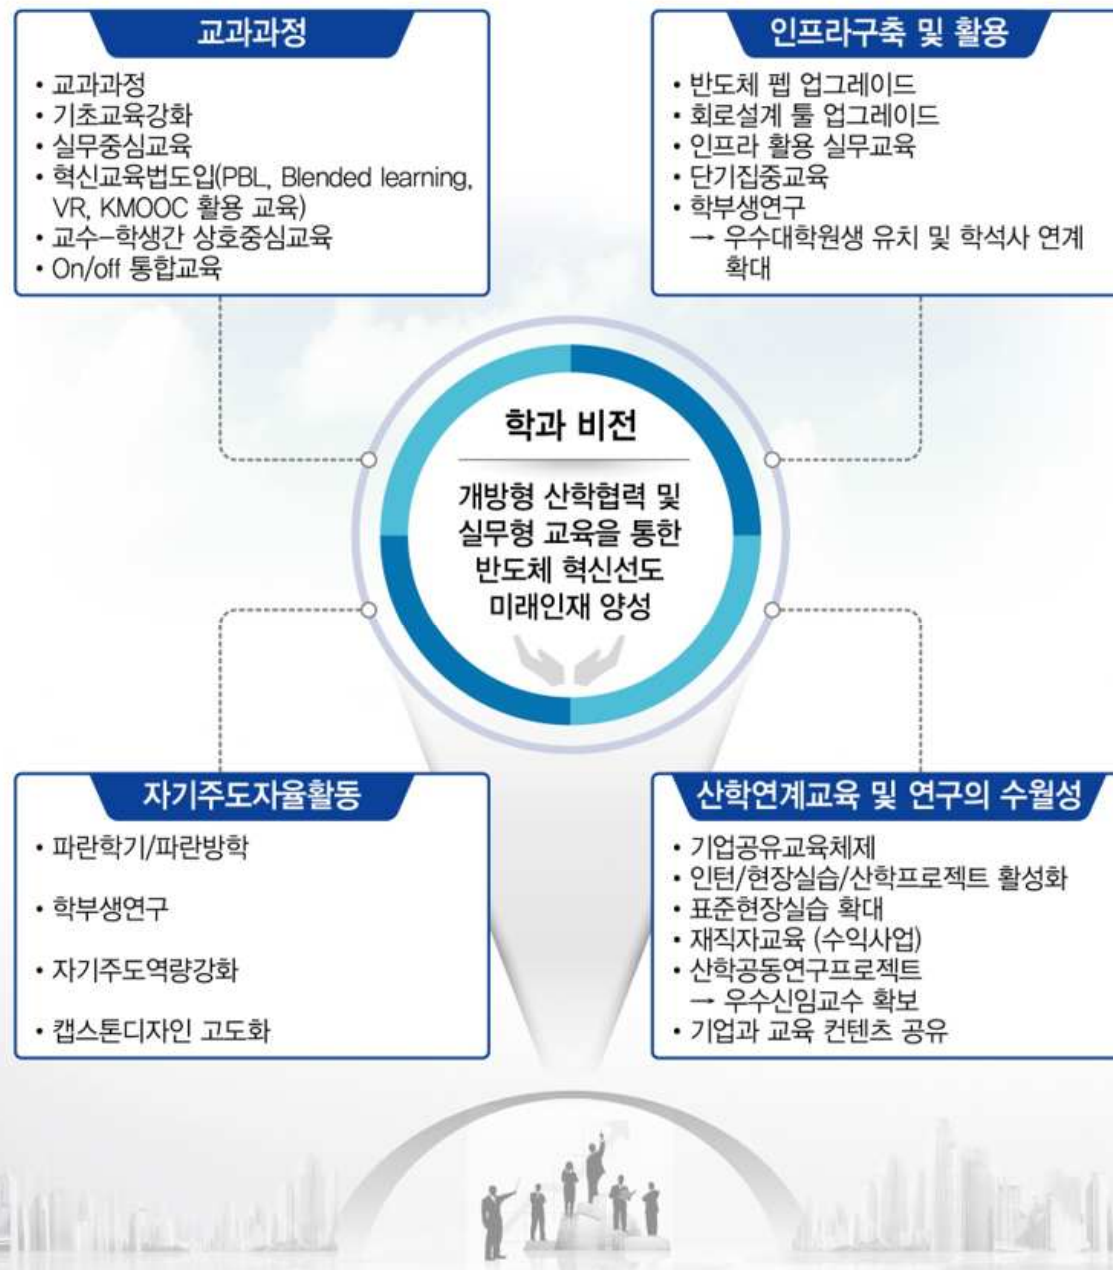 교과과정
• 교과과정
• 기초교육강화
• 실무중심교육
• 혁신교육법도입(PBL, Blended learning,
VR, KMOOC 활용 교육)
• 교수-학생간 상호중심교육
• On/off 통합교육
인프라구축 및 활용
• 반도체 펩 업그레이드
• 회로설계 툴 업그레이드
• 인프라 활용 실무교육
• 단기집중교육
• 학부생연구
→ 우수대학원생 유치 및 학석사 연계
확대
학과 비전
개방형 산학협력 및
실무형 교육을 통한
반도체 혁신선도
미래인재 양성
자기주도자율활동
• 파란학기/파란방학
• 학부생연구
• 자기주도역량강화
• 캡스톤디자인 고도화
산학연계교육 및 연구의 수월성
• 기업공유교육체제
• 인턴/현장실습/산학프로젝트 활성화
• 표준현장실습 확대
• 재직자교육 (수익사업)
• 산학공동연구프로젝트
→ 우수신임교수 확보
• 기업과 교육 컨텐츠 공유